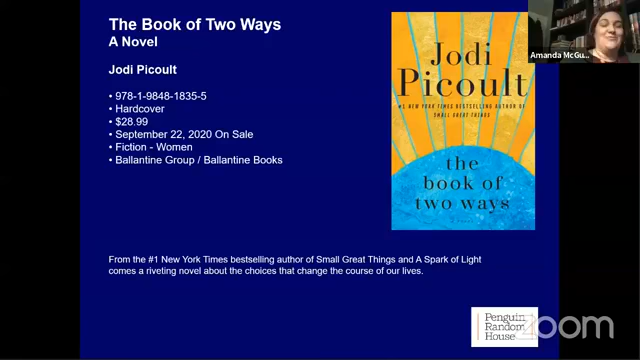 The Book of Two Ways
A Novel
Jodi Picoult
• 978-1-9848-1835-5
• Hardcover
• $28.99
• September 22, 2020 On Sale
• Fiction - Women
• Ballantine Group / Ballantine Books
Jodi
Picoult
#1 NEW YORK TIMES BESTSELLING AUTHOR OF
SMALL GREAT THINGS
the
book of
two ways
Amanda McGu...
From the #1 New York Times bestselling author of Small Great Things and A Spark of Light
comes a riveting novel about the choices that change the course of our lives.
Penguin
Random
House
zoom